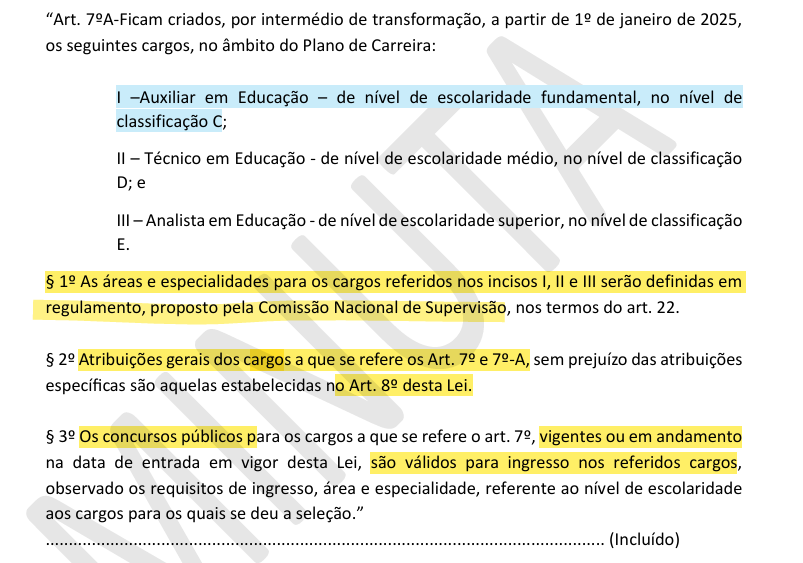 “Art. 7ºA-Ficam criados, por intermédio de transformação, a partir de 1º de janeiro de 2025,
os seguintes cargos, no âmbito do Plano de Carreira:
I –Auxiliar em Educação – de nível de escolaridade fundamental, no nível de
classificação C;
II – Técnico em Educação - de nível de escolaridade médio, no nível de classificação
D; e
III – Analista em Educação - de nível de escolaridade superior, no nível de classificação
E.
§ 1º As áreas e especialidades para os cargos referidos nos incisos I, II e III serão definidas em
regulamento, proposto pela Comissão Nacional de Supervisão, nos termos do art. 22.
§ 2º Atribuições gerais dos cargos a que se refere os Art. 7º e 7º-A, sem prejuízo das atribuições
específicas são aquelas estabelecidas no Art. 8º desta Lei.
§ 3º Os concursos públicos para os cargos a que se refere o art. 7º, vigentes ou em andamento
na data de entrada em vigor desta Lei, são válidos para ingresso nos referidos cargos,
observado os requisitos de ingresso, área e especialidade, referente ao nível de escolaridade
aos cargos para os quais se deu a seleção.”
................................................................................................ (Incluído)
MINUTA